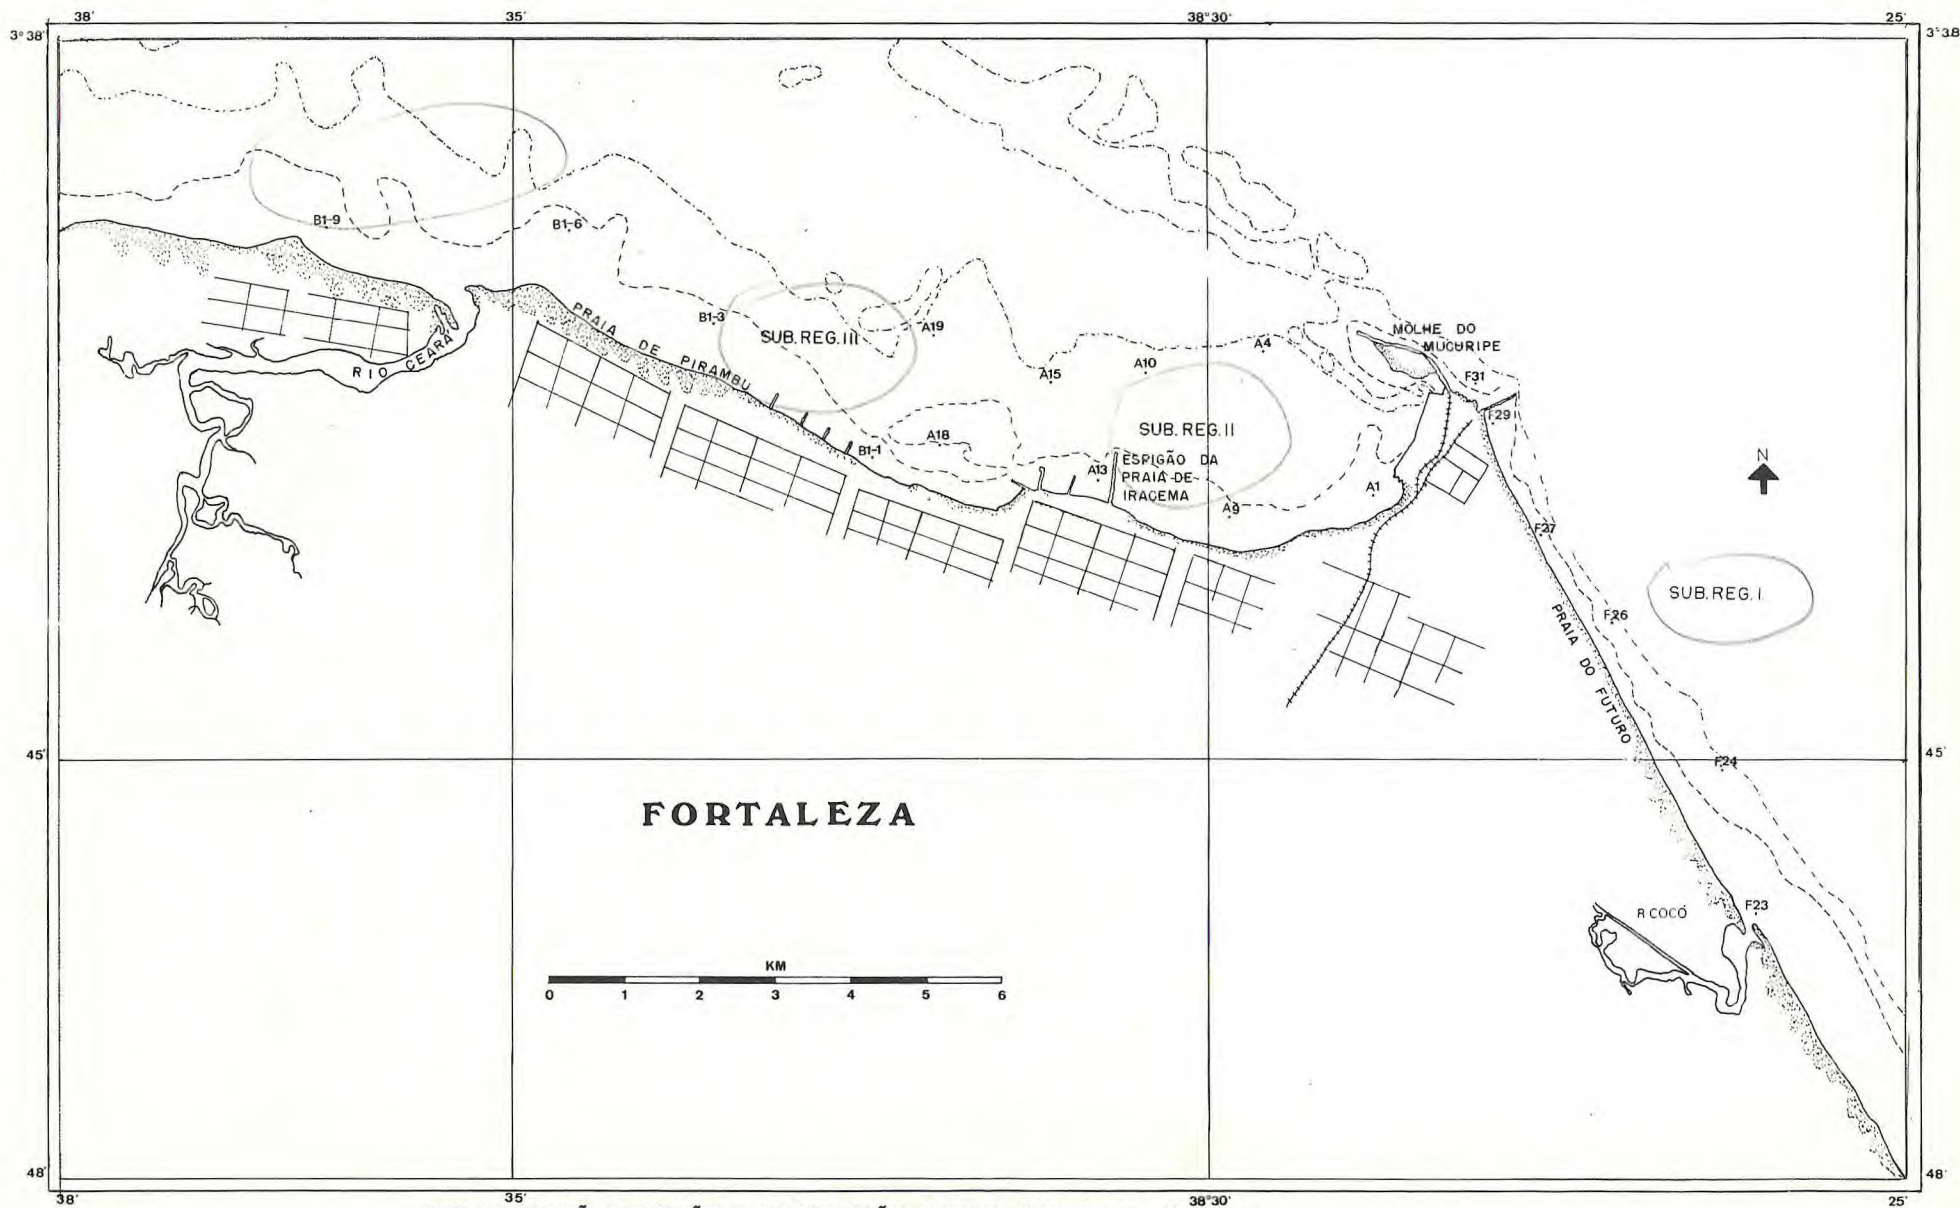 38'
35'
38°30'
25'
3°38'
3°38
B1-9
B1-6
B1-3
SUB.REG.III
A19
A15
A10
A4
MOLHE DO
MUCURIPE
F31
F29
PRAIA DE PIRAMBU
RIO CEARÁ
A18
B1-1
SUB.REG.II
A13
ESPIGÃO DA
PRAIA-DE-
IRACEMA
A9
A1
N
F27
SUB.REG.I
F26
PRAIA DO FUTURO
45'
45'
F24
FORTALEZA
F23
R COCÓ
KM
0 1 2 3 4 5 6
48'
48'
38'
35'
38°30'
25'